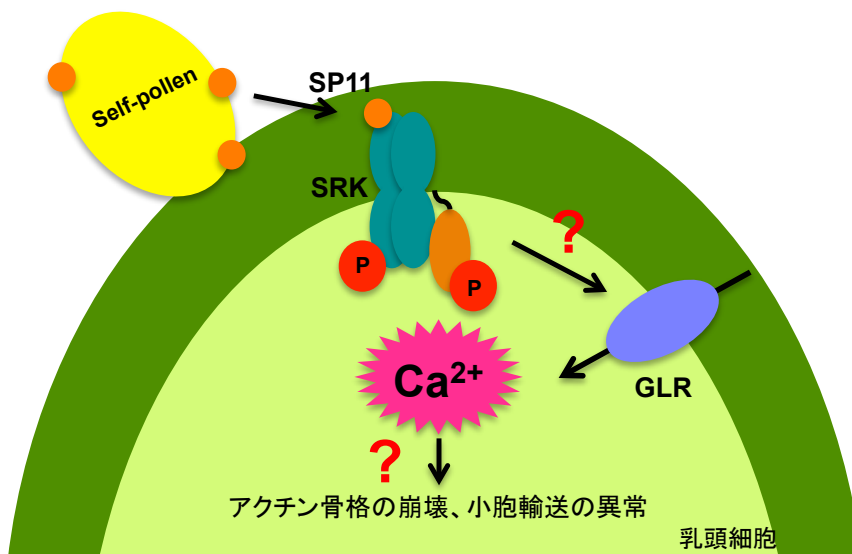 Self-pollen
SP11
SRK
P
P
?
GLR
Ca²⁺
?
アクチン骨格の崩壊、小胞輸送の異常
乳頭細胞